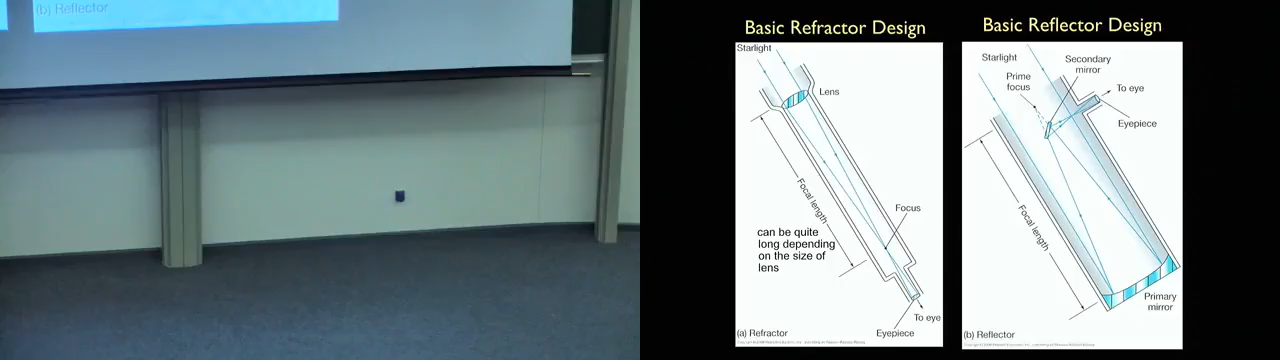 (b) Reflector
Basic Refractor Design
Starlight
Lens
Focal length
Focus
can be quite
long depending
on the size of
lens
To eye
Eyepiece
(a) Refractor
Basic Reflector Design
Starlight
Secondary
mirror
Prime
focus
To eye
Eyepiece
Focal length
Primary
mirror
(b) Reflector